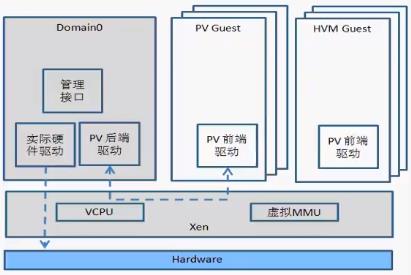 Domain0
PV Guest
HVM Guest
管理
接口
实际硬
件驱动
PV 后端
驱动
PV 前端
驱动
PV 前端
驱动
VCPU
虚拟MMU
Xen
Hardware